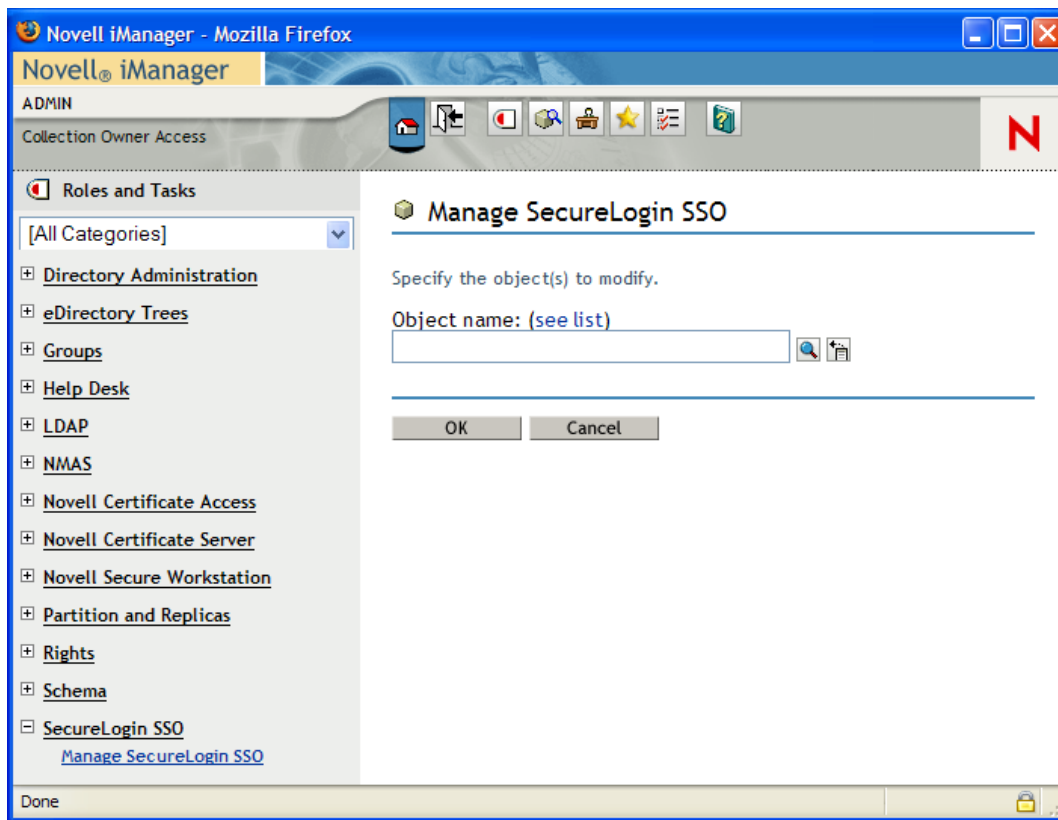 Novell iManager - Mozilla Firefox
Novell® iManager
ADMIN
Collection Owner Access
N
Roles and Tasks
[All Categories]
Directory Administration
eDirectory Trees
Groups
Help Desk
LDAP
NMAS
Novell Certificate Access
Novell Certificate Server
Novell Secure Workstation
Partition and Replicas
Rights
Schema
SecureLogin SSO
Manage SecureLogin SSO
Manage SecureLogin SSO
Specify the object(s) to modify.
Object name: (see list)
OK Cancel
Done